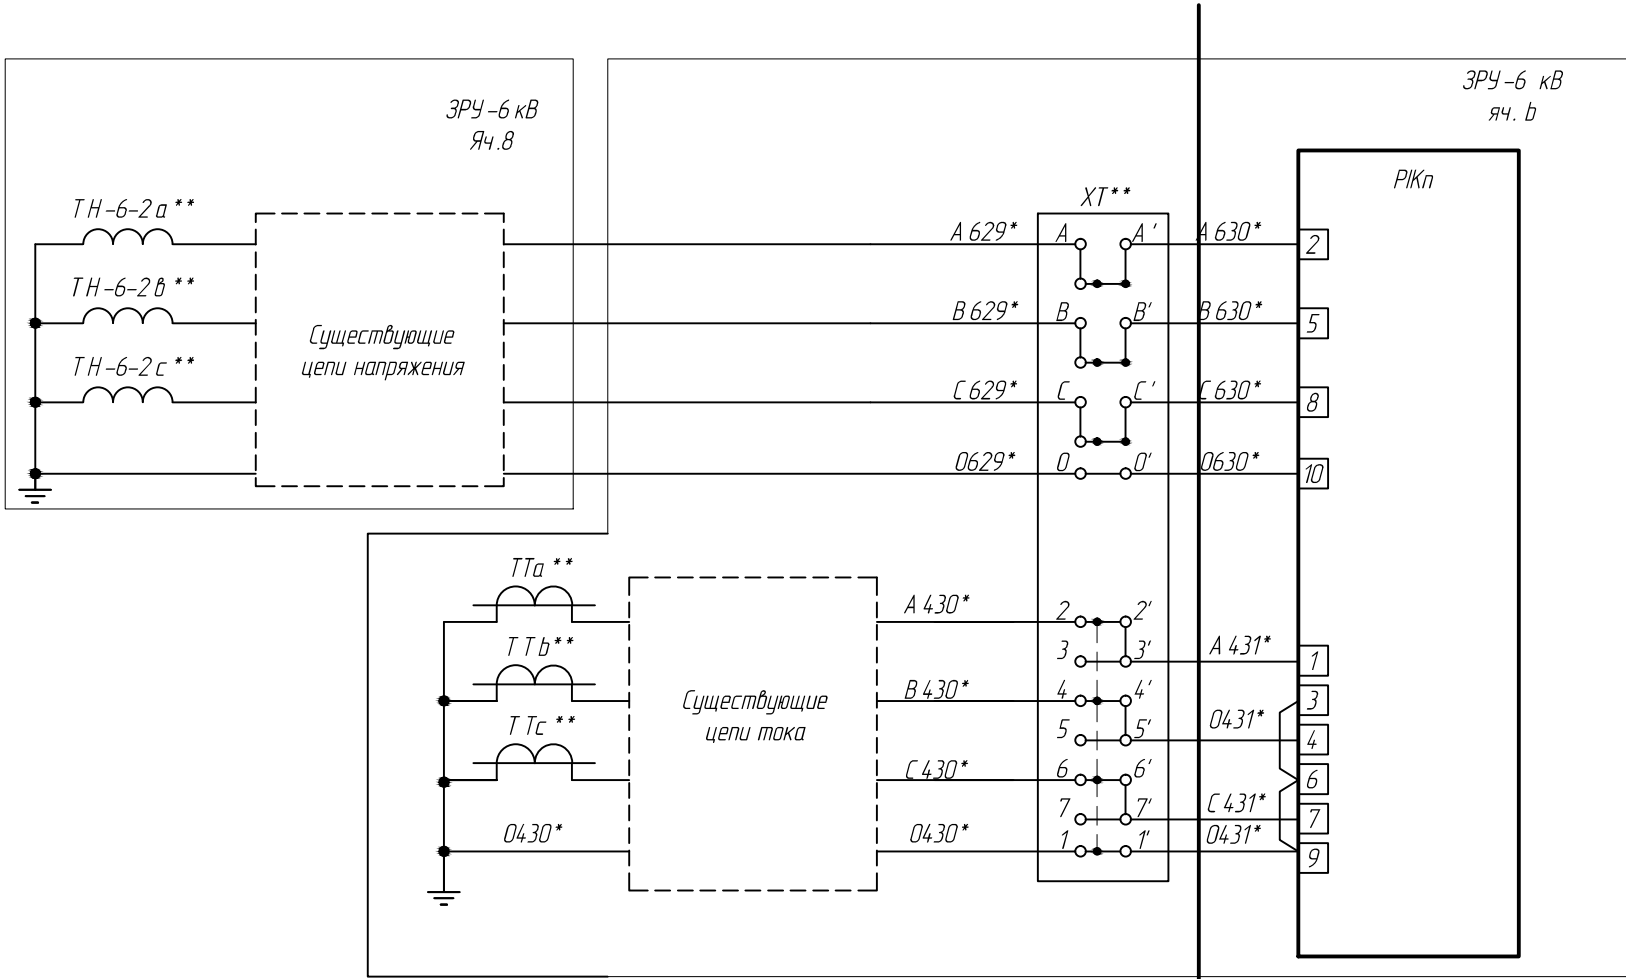 ЗРУ-6 кВ
Яч.8
ЗРУ-6 кВ
яч. b
PIKn
ТН-6-2а**
ТН-6-2в**
ТН-6-2с**
Существующие
цепи напряжения
XT**
А 629* А А' А 630* 2
В 629* В В' В 630* 5
С 629* С С' С 630* 8
0629* 0 0' 0630* 10
ТТа**
ТТb**
ТТс**
0430*
Существующие
цепи тока
А 430* 2 2'
3 3' А 431* 1
В 430* 4 4' 3
5 5' 0431* 4
С 430* 6 6' 6
7 7' С 431* 7
0430* 1 1' 0431* 9